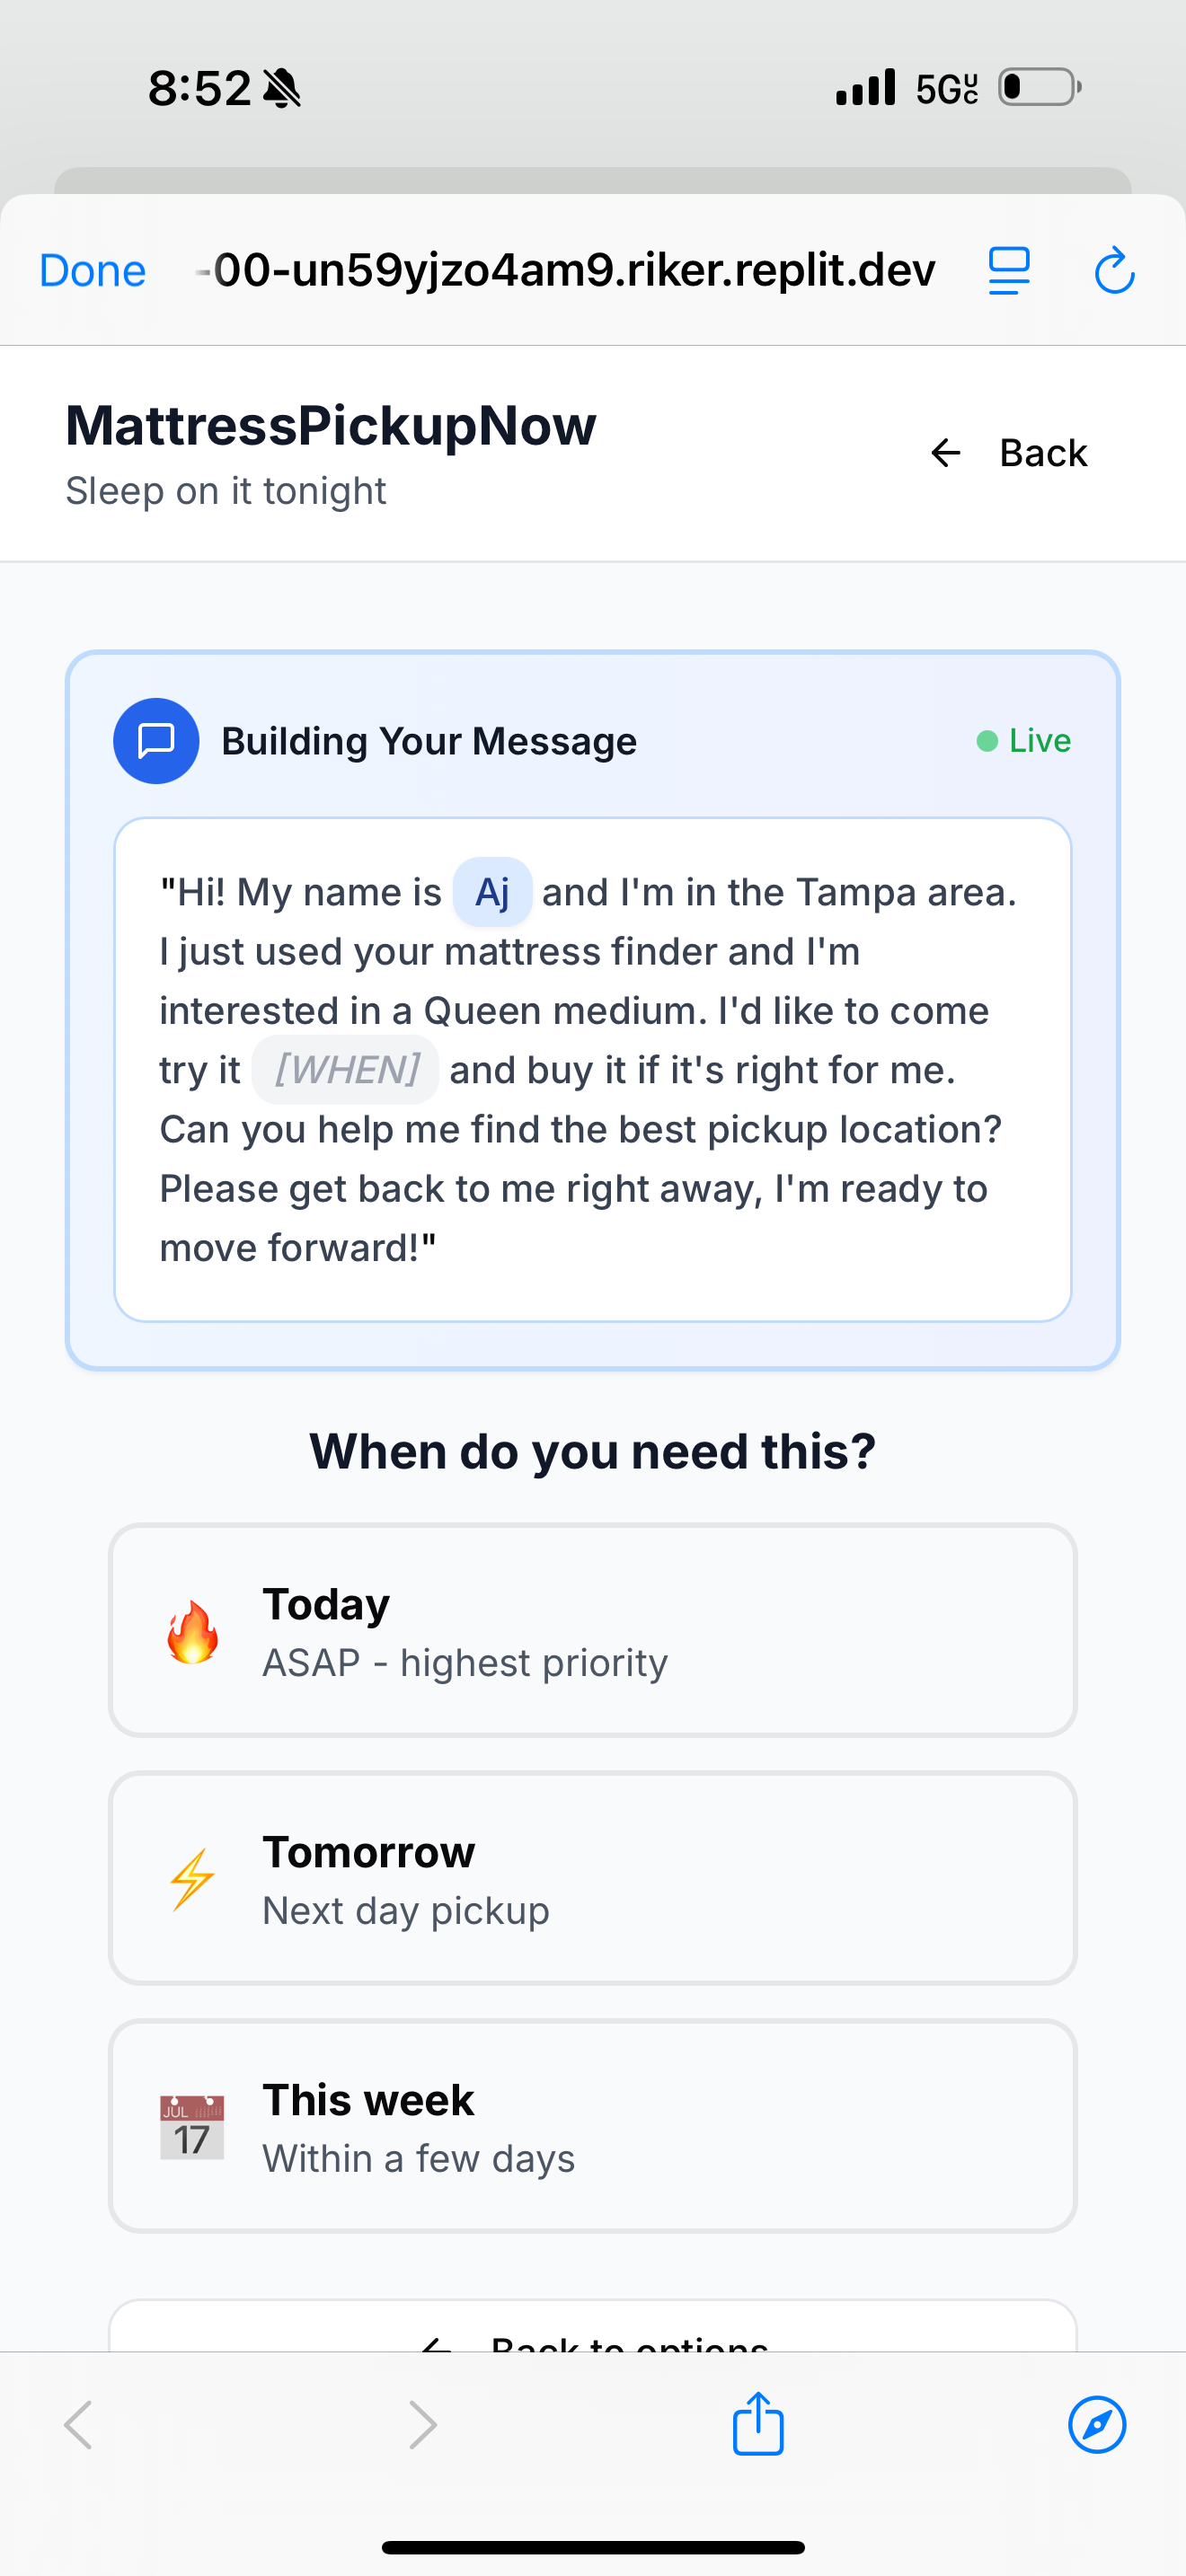 8:52
5G UC
Done
-00-un59yjzo4am9.riker.replit.dev
MattressPickupNow
Sleep on it tonight
← Back
Building Your Message
Live
"Hi! My name is Aj and I'm in the Tampa area.
I just used your mattress finder and I'm
interested in a Queen medium. I'd like to come
try it [WHEN] and buy it if it's right for me.
Can you help me find the best pickup location?
Please get back to me right away, I'm ready to
move forward!"
When do you need this?
Today
ASAP - highest priority
Tomorrow
Next day pickup
JUL
17
This week
Within a few days
← Back to options